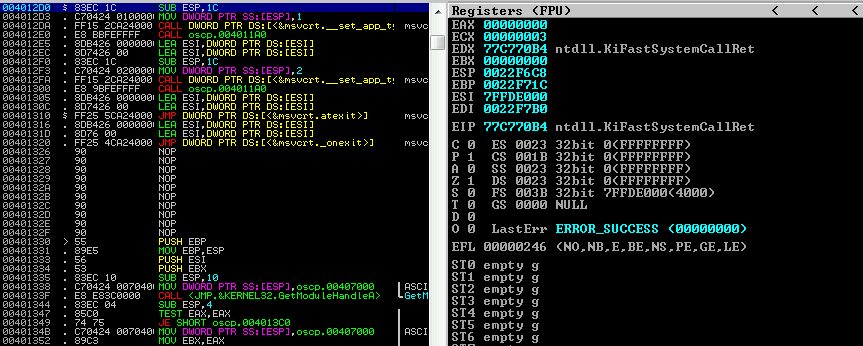 004012D0 $ 83EC 1C SUB ESP,1C
004012D3 . C70424 010000 MOV DWORD PTR SS:[ESP],1
004012DA . FF15 2CA24000 CALL DWORD PTR DS:[<&msvcrt.__set_app_ty msvc
004012E0 . E8 BBFEFFFF CALL oscp.004011A0
004012E5 . 8DB426 000000 LEA ESI,DWORD PTR DS:[ESI]
004012EC . 8D7426 00 LEA ESI,DWORD PTR DS:[ESI]
004012F0 . 83EC 1C SUB ESP,1C
004012F3 . C70424 020000 MOV DWORD PTR SS:[ESP],2
004012FA . FF15 2CA24000 CALL DWORD PTR DS:[<&msvcrt.__set_app_ty msvc
00401300 . E8 9BFEFFFF CALL oscp.004011A0
00401305 . 8DB426 000000 LEA ESI,DWORD PTR DS:[ESI]
0040130C . 8D7426 00 LEA ESI,DWORD PTR DS:[ESI]
00401310 $ FF25 5CA24000 JMP DWORD PTR DS:[<&msvcrt.atexit>] msvc
00401316 . 8DB426 000000 LEA ESI,DWORD PTR DS:[ESI]
0040131D . 8D76 00 LEA ESI,DWORD PTR DS:[ESI]
00401320 . FF25 4CA24000 JMP DWORD PTR DS:[<&msvcrt._onexit>] msvc
00401326 90 NOP
00401327 90 NOP
00401328 90 NOP
00401329 90 NOP
0040132A 90 NOP
0040132B 90 NOP
0040132C 90 NOP
0040132D 90 NOP
0040132E 90 NOP
0040132F 90 NOP
00401330 > 55 PUSH EBP
00401331 . 89E5 MOV EBP,ESP
00401333 . 56 PUSH ESI
00401334 . 53 PUSH EBX
00401335 . 83EC 10 SUB ESP,10
00401338 . C70424 007040 MOV DWORD PTR SS:[ESP],oscp.00407000 ASCI
0040133F . E8 E83C0000 CALL <JMP.&KERNEL32.GetModuleHandleA> GetM
00401344 . 83EC 04 SUB ESP,4
00401347 . 85C0 TEST EAX,EAX
00401349 . 74 75 JE SHORT oscp.004013C0
0040134B . C70424 007040 MOV DWORD PTR SS:[ESP],oscp.00407000 ASCI
00401352 . 89C3 MOV EBX,EAX
Registers (FPU) < < <
EAX 00000000
ECX 00000003
EDX 77C770B4 ntdll.KiFastSystemCallRet
EBX 00000000
ESP 0022F6C8
EBP 0022F71C
ESI 7FFDE000
EDI 0022F7B0
EIP 77C770B4 ntdll.KiFastSystemCallRet
C 0 ES 0023 32bit 0(FFFFFFFF)
P 1 CS 001B 32bit 0(FFFFFFFF)
A 0 SS 0023 32bit 0(FFFFFFFF)
Z 1 DS 0023 32bit 0(FFFFFFFF)
S 0 FS 003B 32bit 7FFDE000(4000)
T 0 GS 0000 NULL
D 0
O 0 LastErr ERROR_SUCCESS (00000000)
EFL 00000246 (NO,NB,E,BE,NS,PE,GE,LE)
ST0 empty g
ST1 empty g
ST2 empty g
ST3 empty g
ST4 empty g
ST5 empty g
ST6 empty g